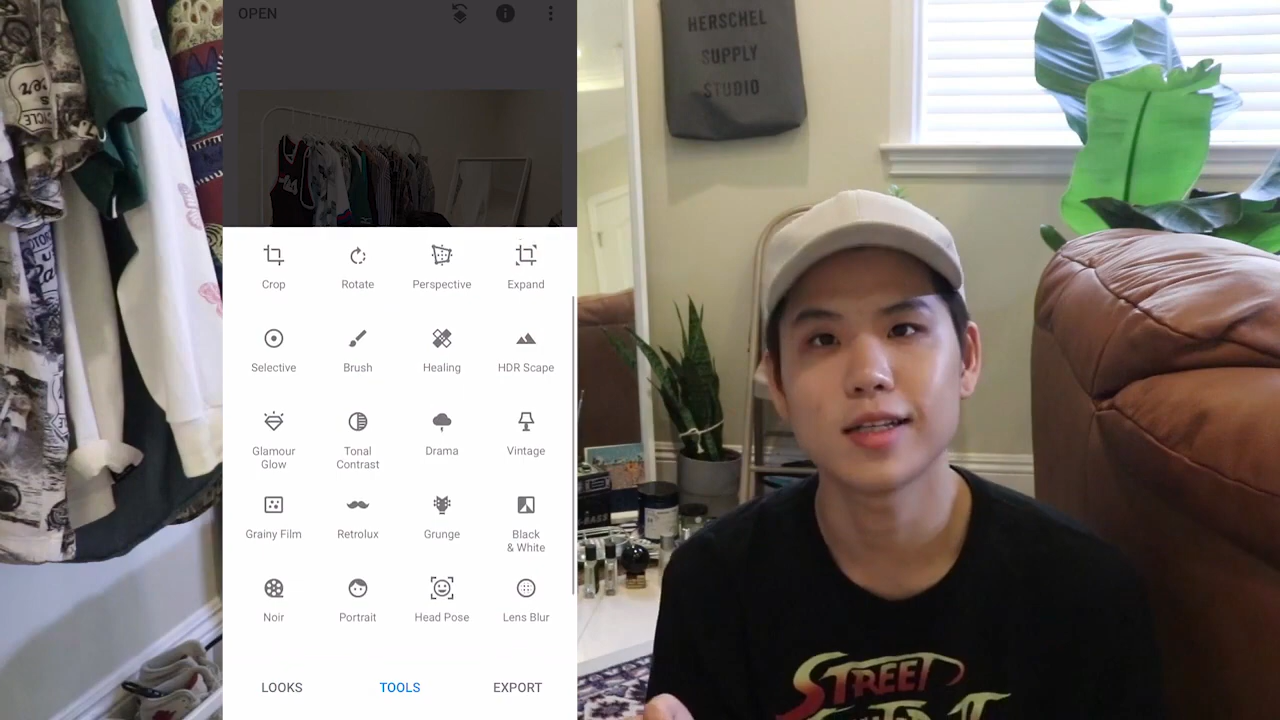 OPEN
Crop
Rotate
Perspective
Expand
Selective
Brush
Healing
HDR Scape
Glamour
Glow
Tonal
Contrast
Drama
Vintage
Grainy Film
Retrolux
Grunge
Black
& White
Noir
Portrait
Head Pose
Lens Blur
LOOKS
TOOLS
EXPORT
HERSCHEL
SUPPLY
STUDIO
STREET